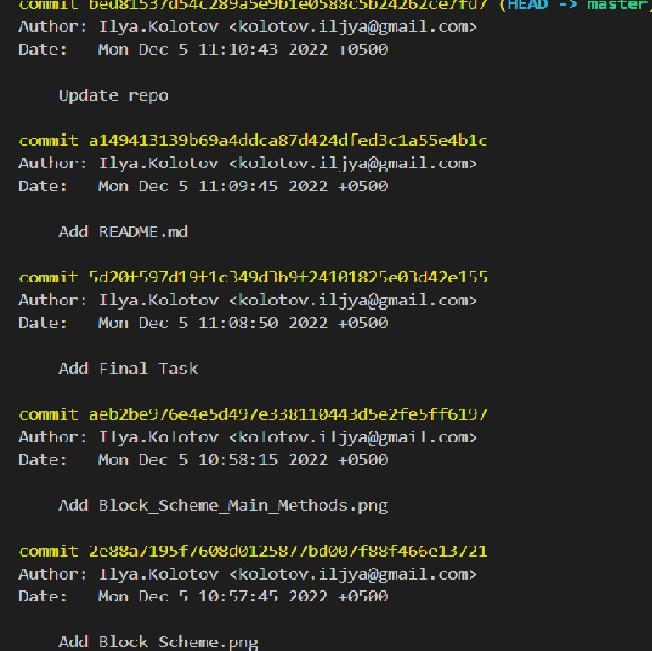 commit bed81537d54c289a5e9b1e0588c5b24262ce7fd7 (HEAD -> master,
Author: Ilya.Kolotov <kolotov.iljya@gmail.com>
Date: Mon Dec 5 11:10:43 2022 +0500
Update repo
commit a149413139b69a4ddca87d424dfed3c1a55e4b1c
Author: Ilya.Kolotov <kolotov.iljya@gmail.com>
Date: Mon Dec 5 11:09:45 2022 +0500
Add README.md
commit 5d20f597d19f1c349d3b9f24101825e03d42e155
Author: Ilya.Kolotov <kolotov.iljya@gmail.com>
Date: Mon Dec 5 11:08:50 2022 +0500
Add Final Task
commit aeb2be976e4e5d497e338110443d5e2fe5ff6197
Author: Ilya.Kolotov <kolotov.iljya@gmail.com>
Date: Mon Dec 5 10:58:15 2022 +0500
Add Block_Scheme_Main_Methods.png
commit 2e88a7195f7608d0125877bd007f88f466e13721
Author: Ilya.Kolotov <kolotov.iljya@gmail.com>
Date: Mon Dec 5 10:57:45 2022 +0500
Add Block Scheme.png